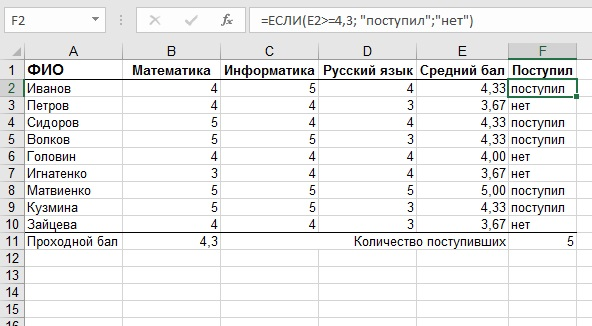 F2 =ЕСЛИ(E2>=4,3; "поступил";"нет")
A B C D E F
1 ФИО Математика Информатика Русский язык Средний бал Поступил
2 Иванов 4 5 4 4,33 поступил
3 Петров 4 4 3 3,67 нет
4 Сидоров 5 4 4 4,33 поступил
5 Волков 5 5 3 4,33 поступил
6 Головин 4 4 4 4,00 нет
7 Игнатенко 3 4 4 3,67 нет
8 Матвиенко 5 5 5 5,00 поступил
9 Кузмина 5 5 3 4,33 поступил
10 Зайцева 4 4 3 3,67 нет
11 Проходной бал 4,3 Количество поступивших 5
12
13
14
15
16